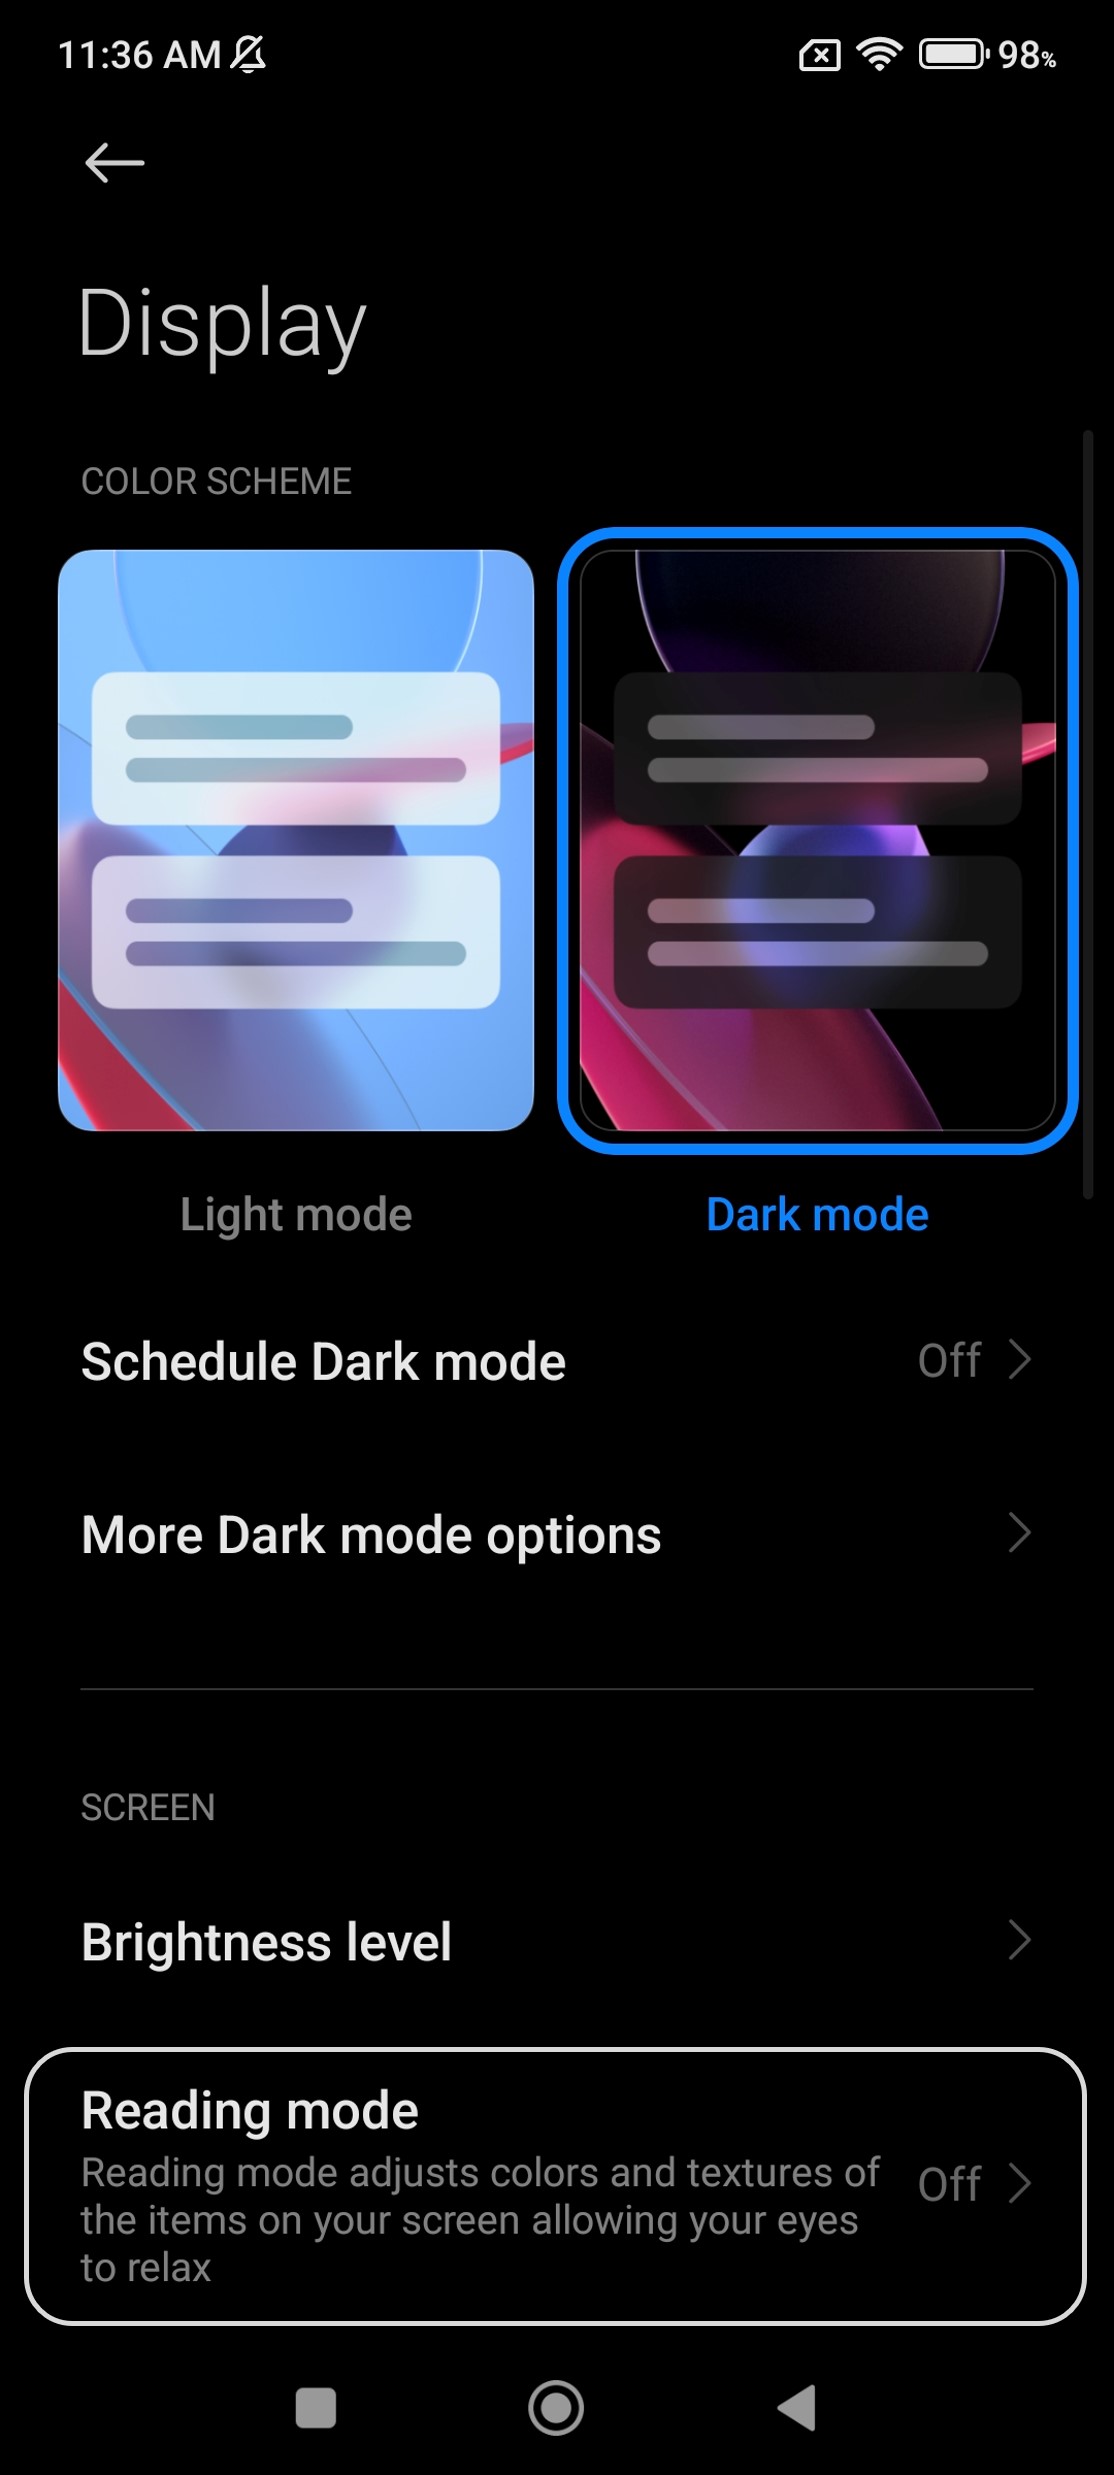 11:36 AM
98%
Display
COLOR SCHEME
Light mode
Dark mode
Schedule Dark mode
Off
More Dark mode options
SCREEN
Brightness level
Reading mode
Reading mode adjusts colors and textures of
the items on your screen allowing your eyes
to relax
Off